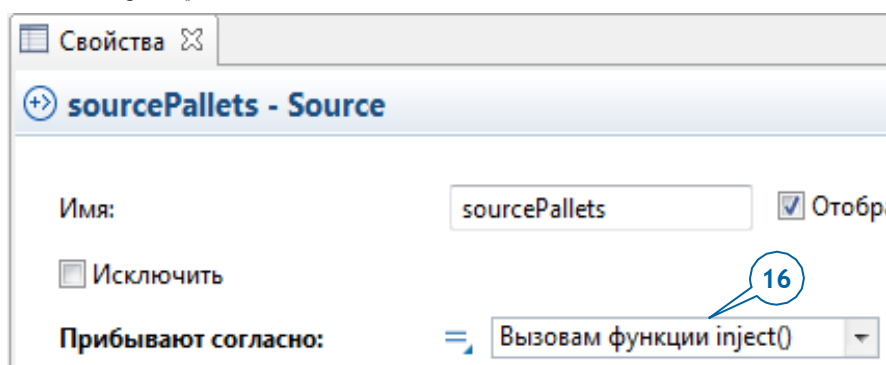 Свойства
sourcePallets - Source
Имя: sourcePallets
Исключить
16
Прибывают согласно: Вызовам функции inject()